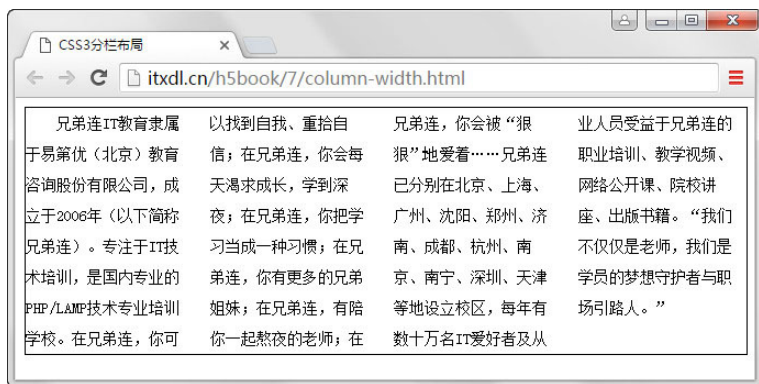 CSS3分栏布局
itxdl.cn/h5book/7/column-width.html
兄弟连IT教育隶属
于易第优（北京）教育
咨询股份有限公司，成
立于2006年（以下简称
兄弟连）。专注于IT技
术培训，是国内专业的
PHP/LAMP技术专业培训
学校。在兄弟连，你可
以找到自我、重拾自
信；在兄弟连，你会每
天渴求成长，学到深
夜；在兄弟连，你把学
习当成一种习惯；在兄
弟连，你有更多的兄弟
姐妹；在兄弟连，有陪
你一起熬夜的老师；在
兄弟连，你会被“狠
狠”地爱着……兄弟连
已分别在北京、上海、
广州、沈阳、郑州、济
南、成都、杭州、南
京、南宁、深圳、天津
等地设立校区，每年有
数十万名IT爱好者及从
业人员受益于兄弟连的
职业培训、教学视频、
网络公开课、院校讲
座、出版书籍。“我们
不仅仅是老师，我们是
学员的梦想守护者与职
场引路人。”